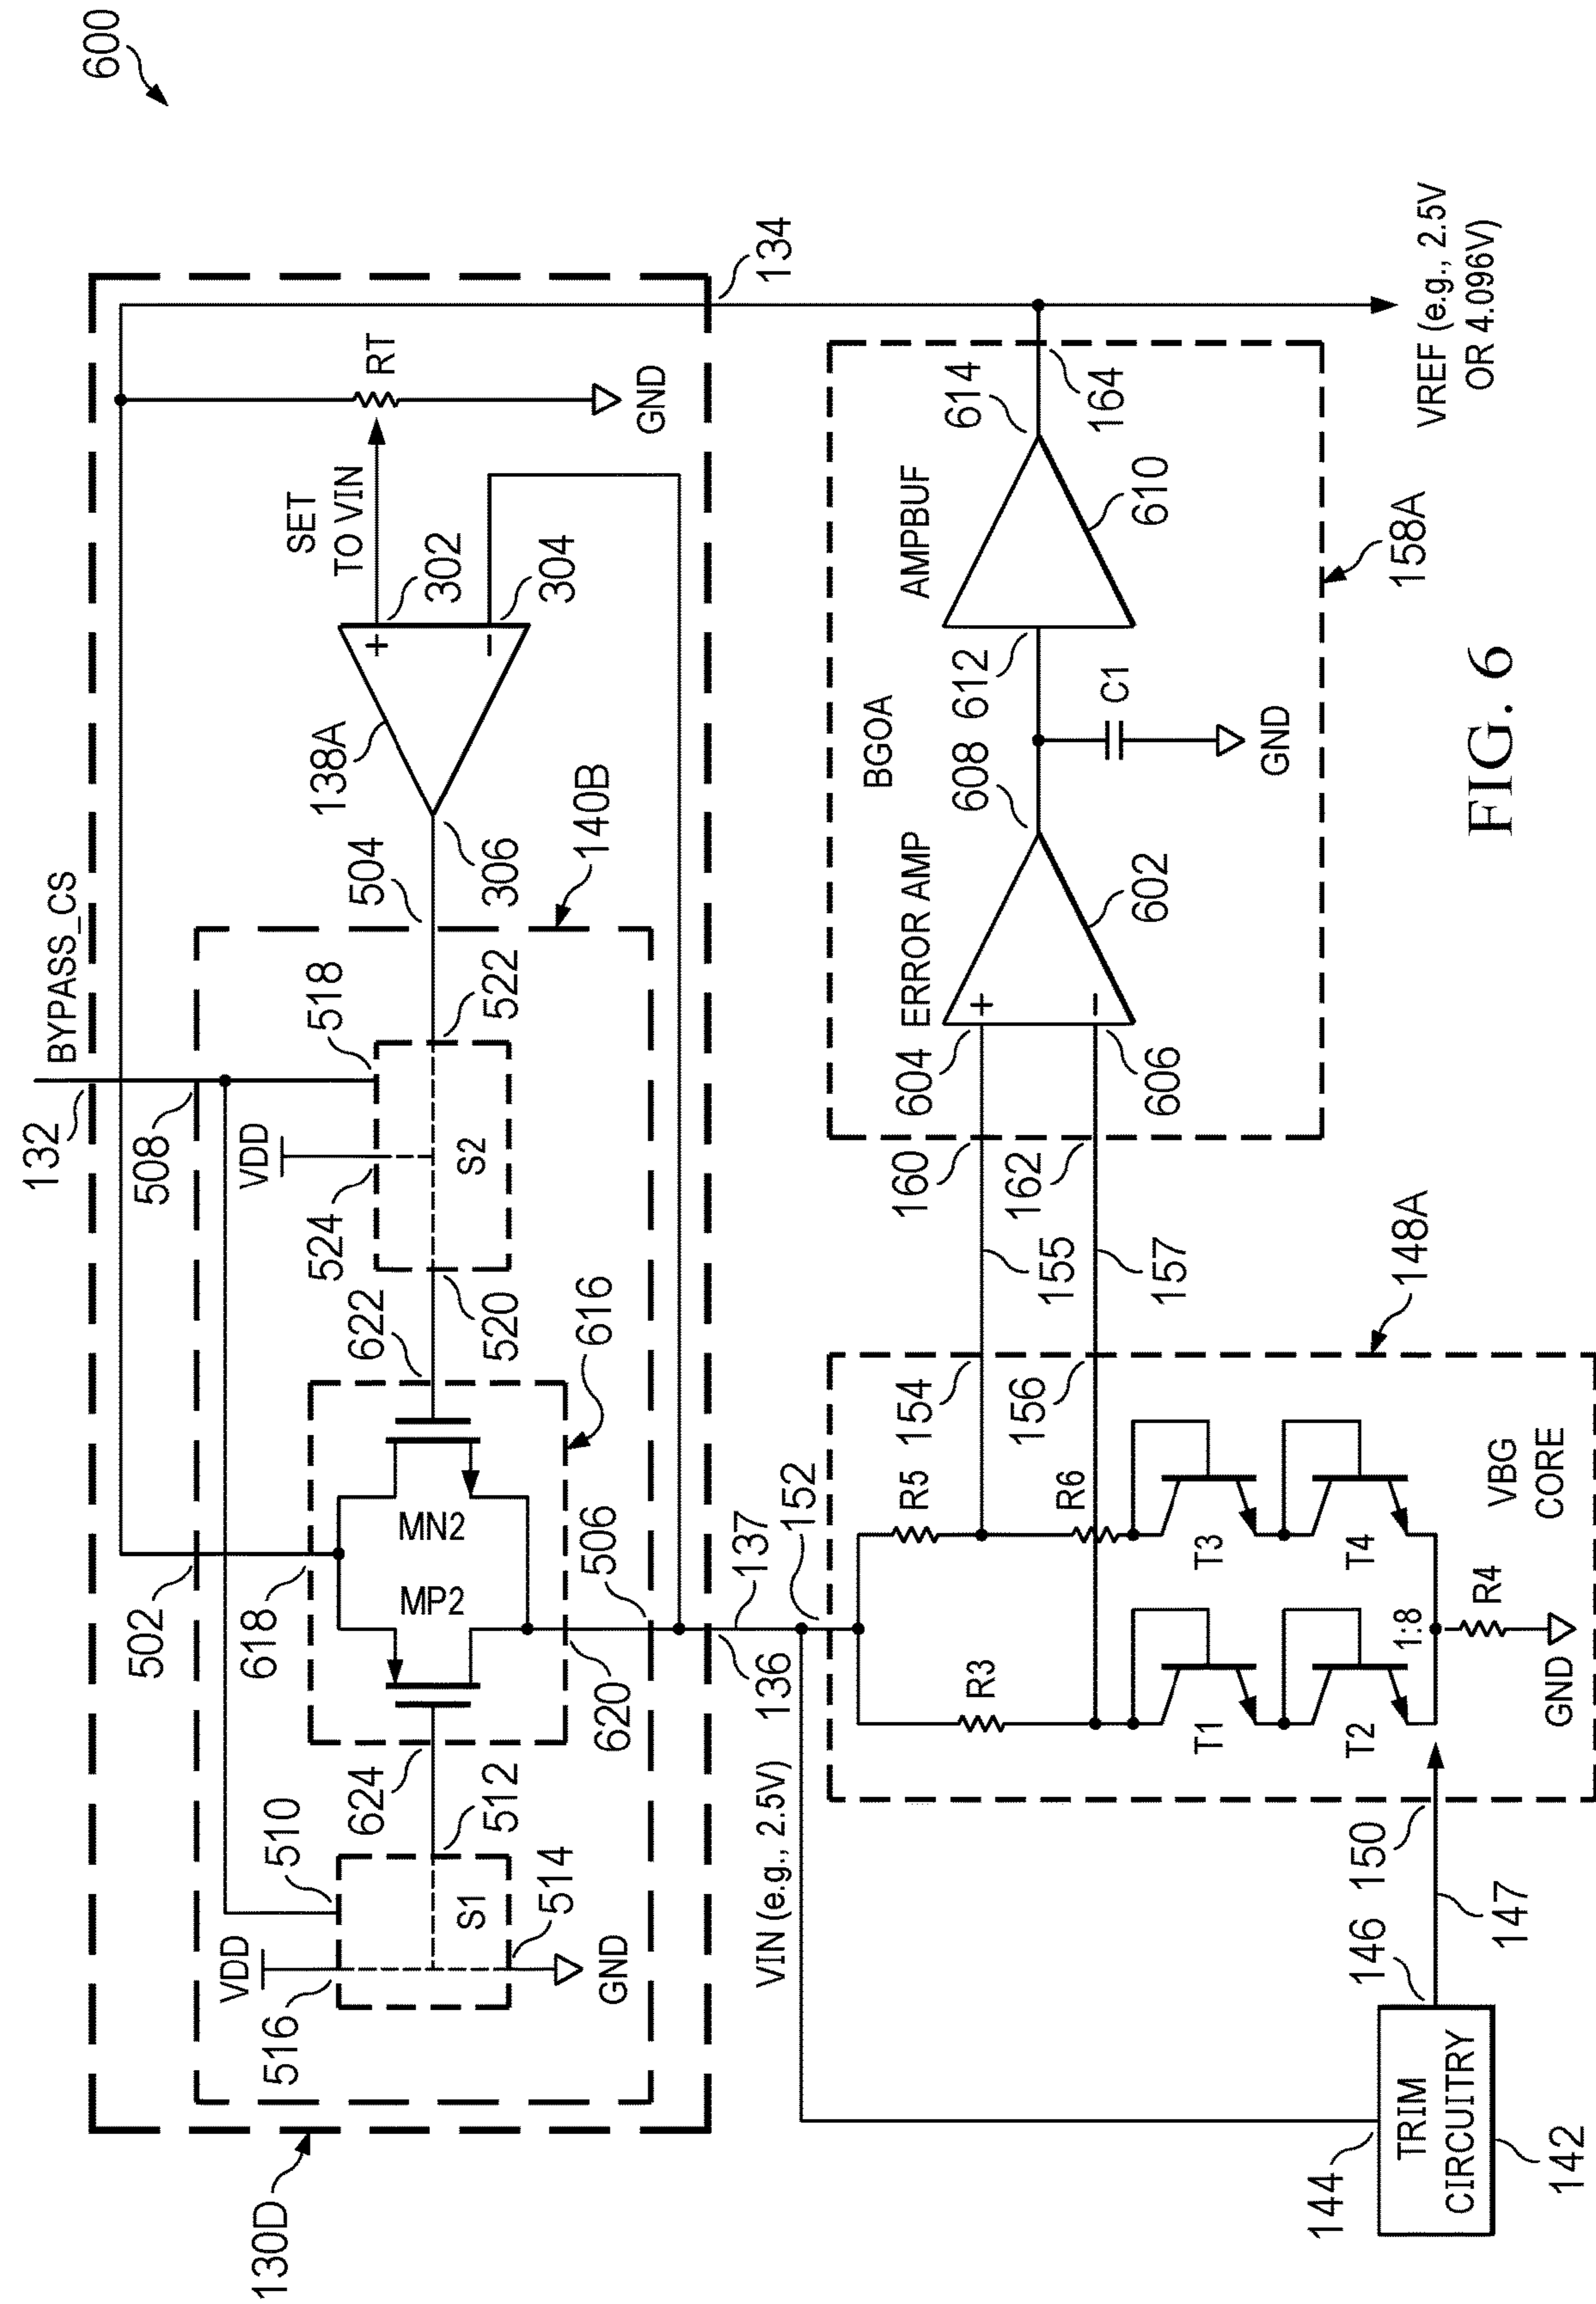 600
130D
132
BYPASS_CS
134
508
502
140B
504
306
138A
302
304
SET
TO VIN
RT
GND
516
VDD
510
S1
514
GND
512
624
618
MP2
MN2
616
622
620
506
524
VDD
518
S2
520
522
136
137
152
VIN (e.g., 2.5V)
144
TRIM
CIRCUITRY
142
146
147
150
148A
R3
R5
R6
154
156
155
157
T1
T2
T3
T4
1:8
R4
GND
VBG
CORE
160
162
158A
BGOA
ERROR AMP
604
606
602
608
+
−
+
−
C1
GND
612
AMPBUF
610
614
164
VREF (e.g., 2.5V
OR 4.096V)
FIG. 6